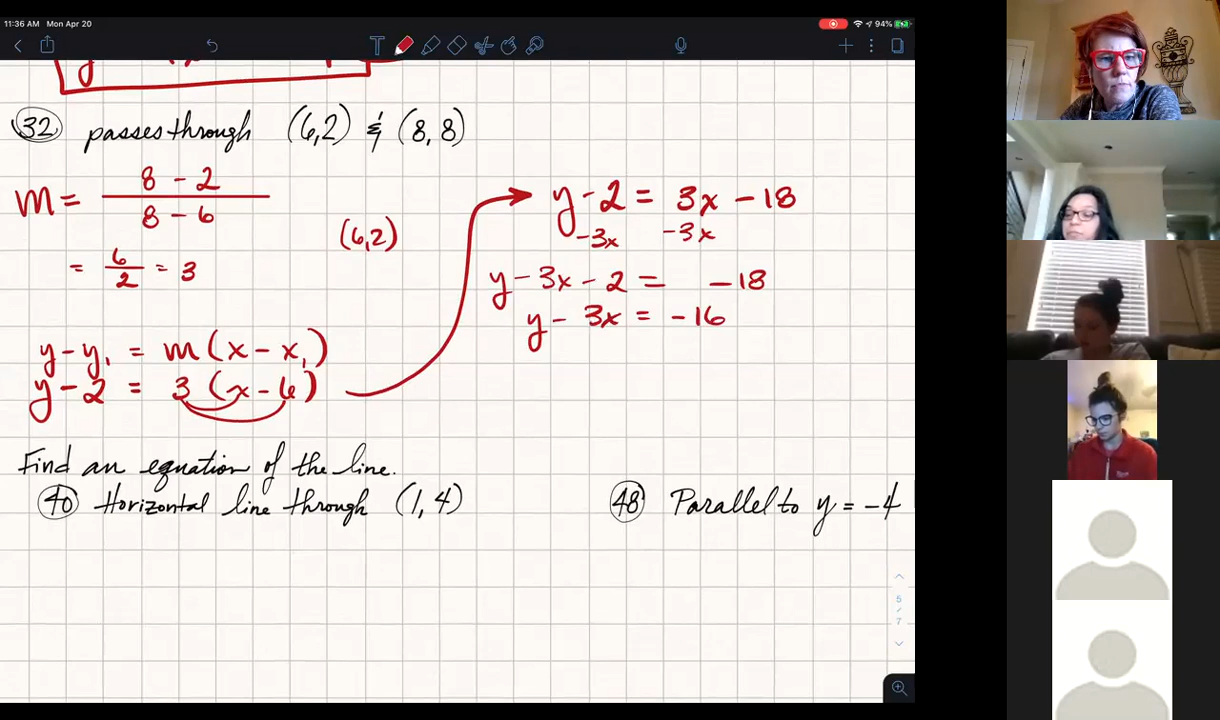 11:36 AM Mon Apr 20
94%
32 passes through (6,2) & (8,8)
m = 8 - 2 / 8 - 6
= 6/2 = 3
(6,2)
y - y₁ = m(x - x₁)
y - 2 = 3(x - 6)
y - 2 = 3x - 18
-3x -3x
y - 3x - 2 = -18
y - 3x = -16
Find an equation of the line.
40 Horizontal line through (1,4)
48 Parallel to y = -4
5
/
7